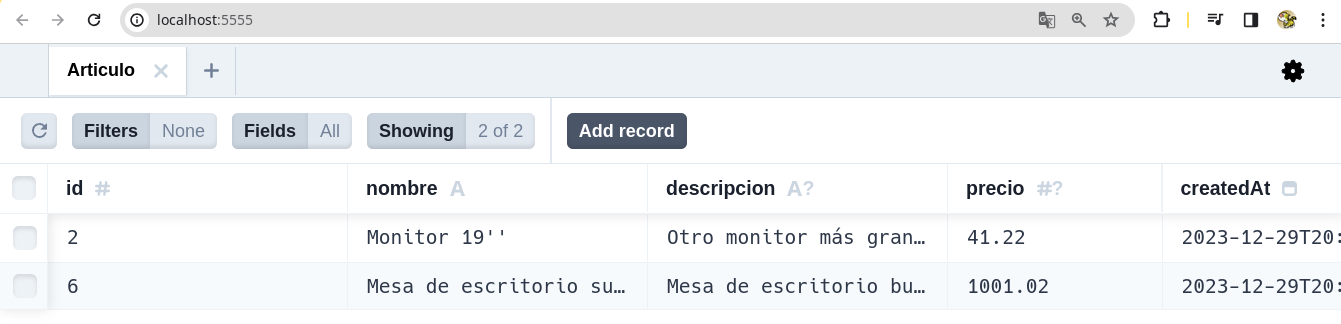 localhost:5555
Articulo
Filters None Fields All Showing 2 of 2 Add record
id # nombre A descripcion A? precio #? createdAt
2 Monitor 19'' Otro monitor más gran… 41.22 2023-12-29T20:
6 Mesa de escritorio su… Mesa de escritorio bu… 1001.02 2023-12-29T20: